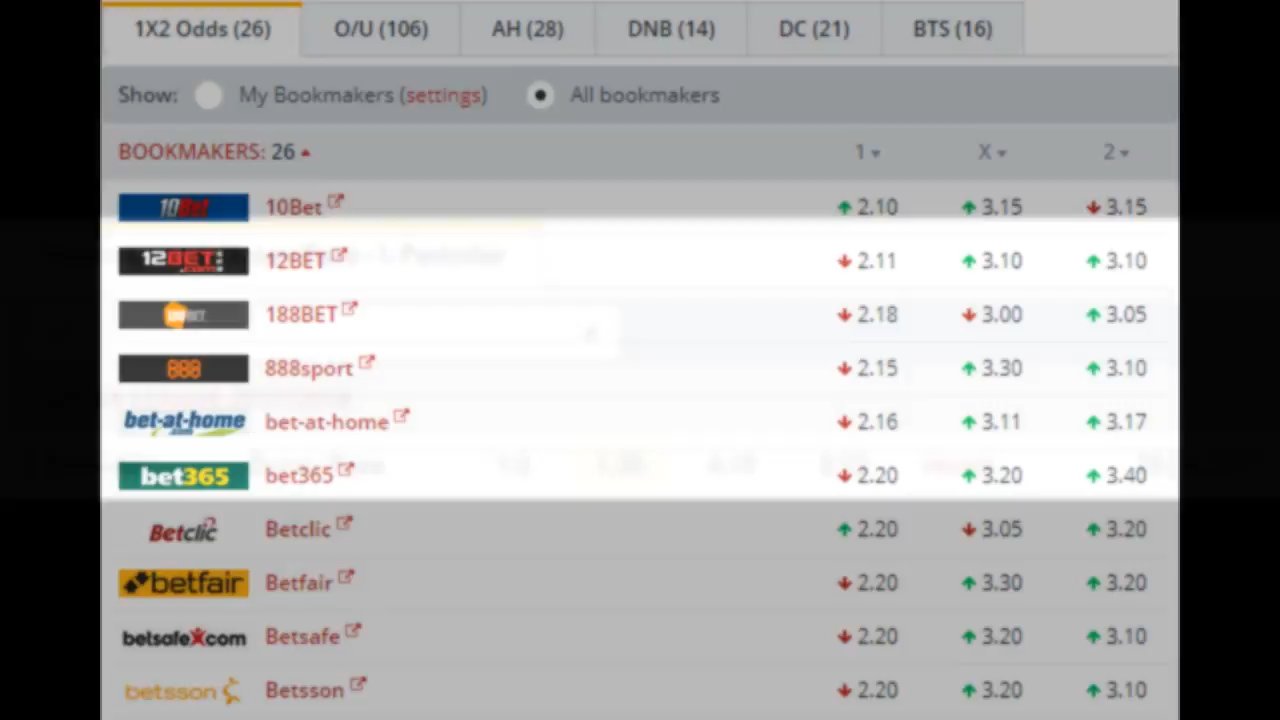 1X2 Odds (26) O/U (106) AH (28) DNB (14) DC (21) BTS (16)
Show: My Bookmakers (settings) All bookmakers
BOOKMAKERS: 26 1 X 2
10Bet 10Bet 2.10 3.15 3.15
12BET.com 12BET 2.11 3.10 3.10
188BET 2.18 3.00 3.05
888 888sport 2.15 3.30 3.10
bet-at-home.com bet-at-home 2.16 3.11 3.17
bet365 bet365 2.20 3.20 3.40
Betclic Betclic 2.20 3.05 3.20
betfair Betfair 2.20 3.30 3.20
betsafe.com Betsafe 2.20 3.20 3.10
betsson Betsson 2.20 3.20 3.10